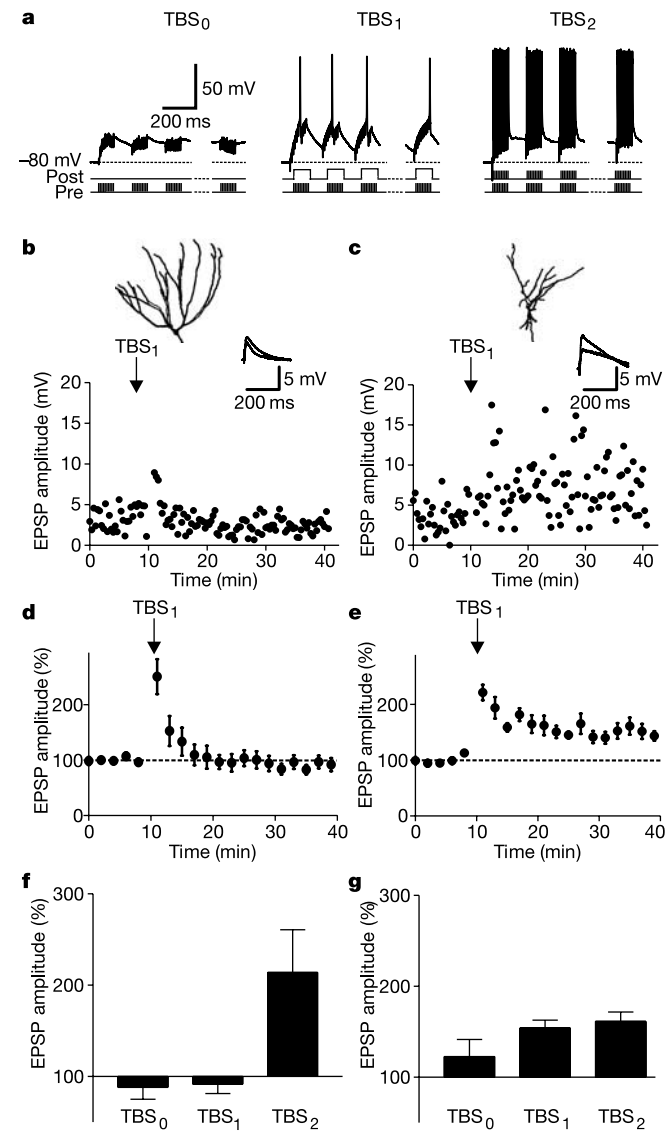 a
TBS0 TBS1 TBS2
50 mV
200 ms
–80 mV
Post
Pre
b c
TBS1 TBS1
5 mV 5 mV
200 ms 200 ms
EPSP amplitude (mV)
20
15
10
5
0
0 10 20 30 40
Time (min)
EPSP amplitude (mV)
20
15
10
5
0
0 10 20 30 40
Time (min)
d TBS1
EPSP amplitude (%)
200
100
0
0 10 20 30 40
Time (min)
e TBS1
EPSP amplitude (%)
200
100
0
0 10 20 30 40
Time (min)
f
EPSP amplitude (%)
300
200
100
TBS0 TBS1 TBS2
g
EPSP amplitude (%)
300
200
100
TBS0 TBS1 TBS2